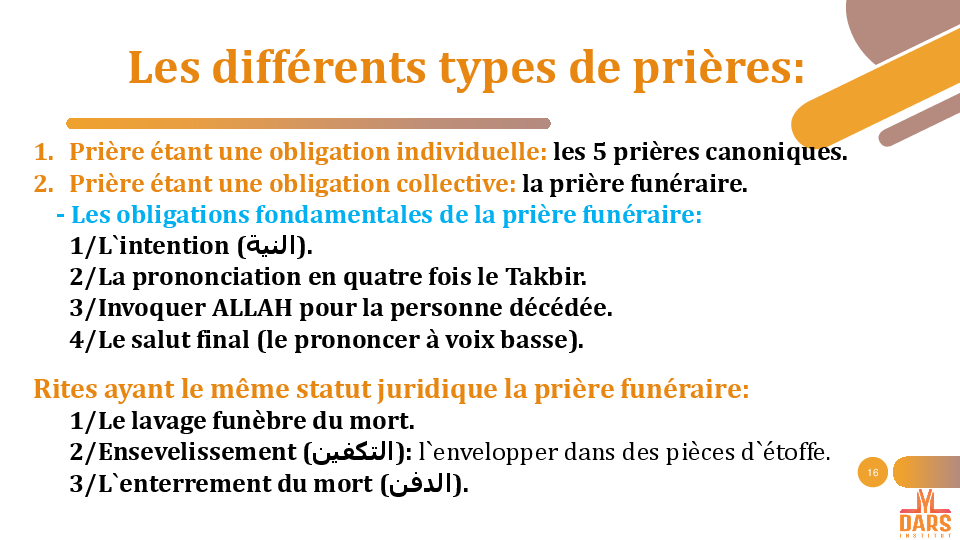 Les différents types de prières:
1. Prière étant une obligation individuelle: les 5 prières canoniques.
2. Prière étant une obligation collective: la prière funéraire.
- Les obligations fondamentales de la prière funéraire:
1/L`intention (النية).
2/La prononciation en quatre fois le Takbir.
3/Invoquer ALLAH pour la personne décédée.
4/Le salut final (le prononcer à voix basse).
Rites ayant le même statut juridique la prière funéraire:
1/Le lavage funèbre du mort.
2/Ensevelissement (التكفين): l`envelopper dans des pièces d`étoffe.
3/L`enterrement du mort (الدفن).
16
DARS
INSTITUT